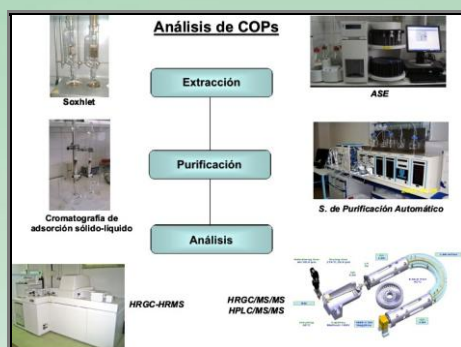 Análisis de COPs
Extracción
Soxhlet
ASE
Purificación
Cromatografía de
adsorción sólido-líquido
S. de Purificación Automático
Análisis
HRGC-HRMS
HRGC/MS/MS
HPLC/MS/MS